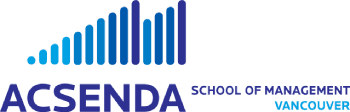 ACSENDA SCHOOL OF MANAGEMENT
VANCOUVER